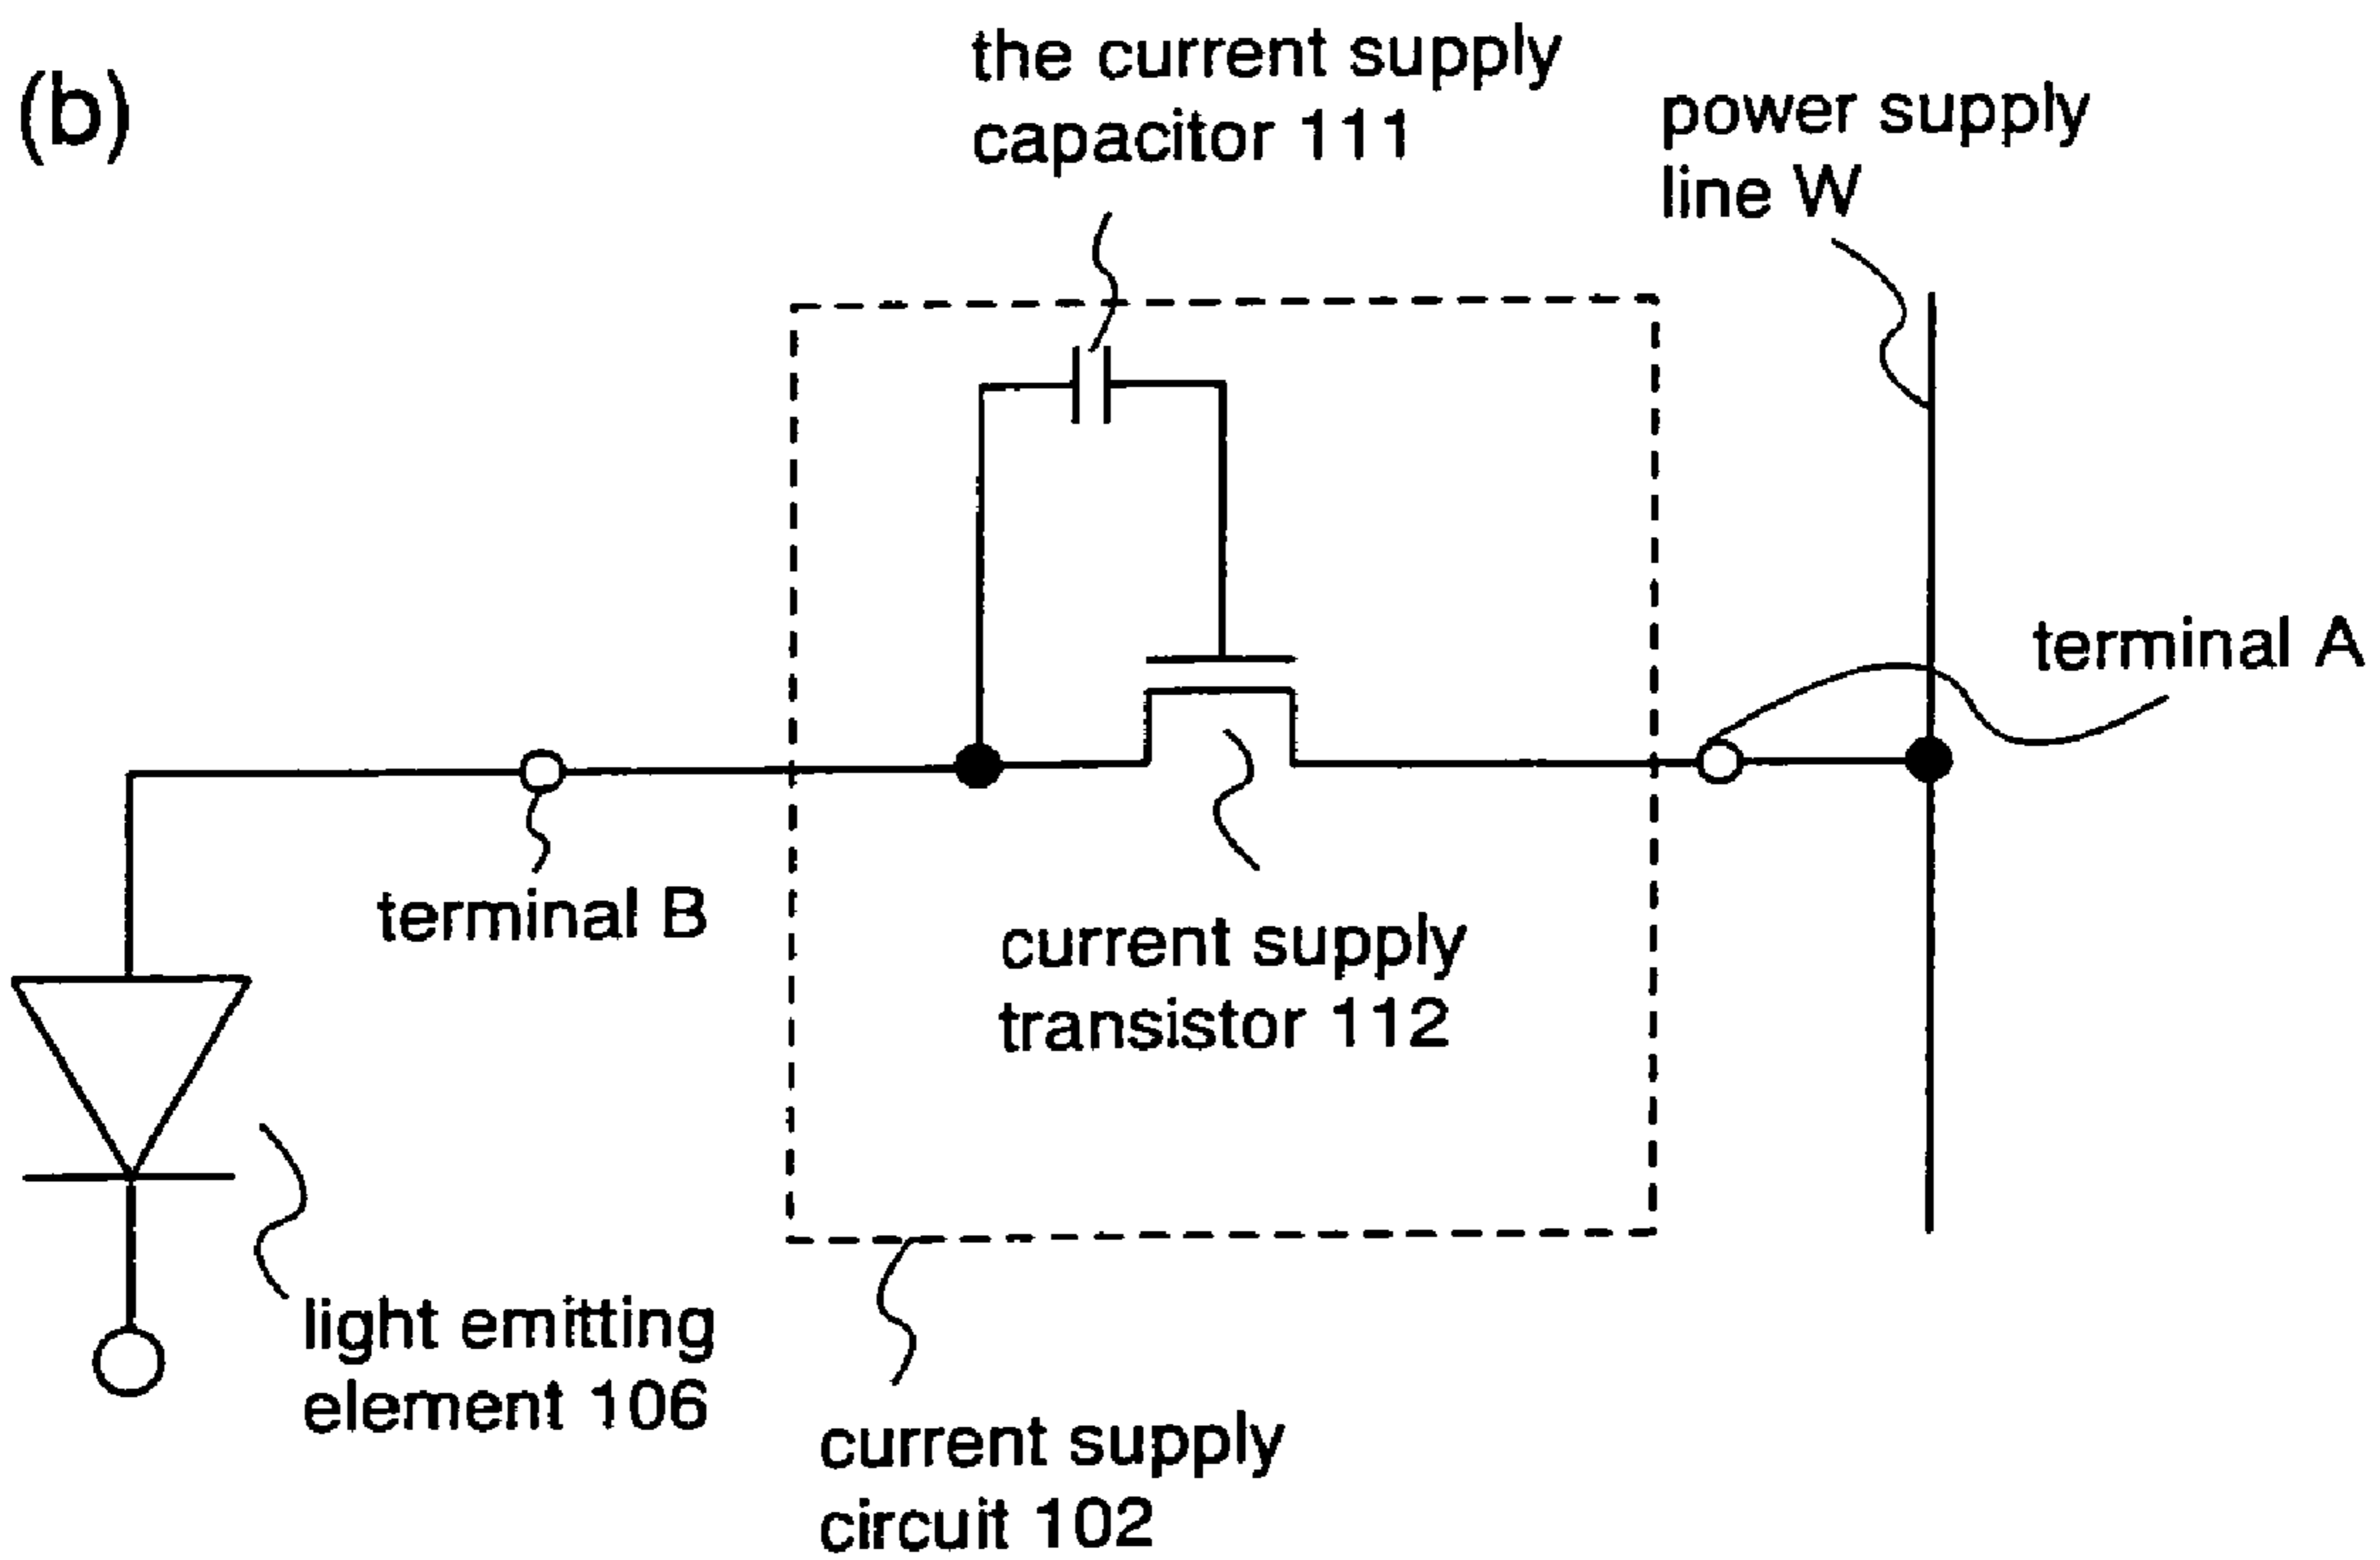 (b)
the current supply
capacitor 111
power supply
line W
terminal A
terminal B
current supply
transistor 112
light emitting
element 106
current supply
circuit 102